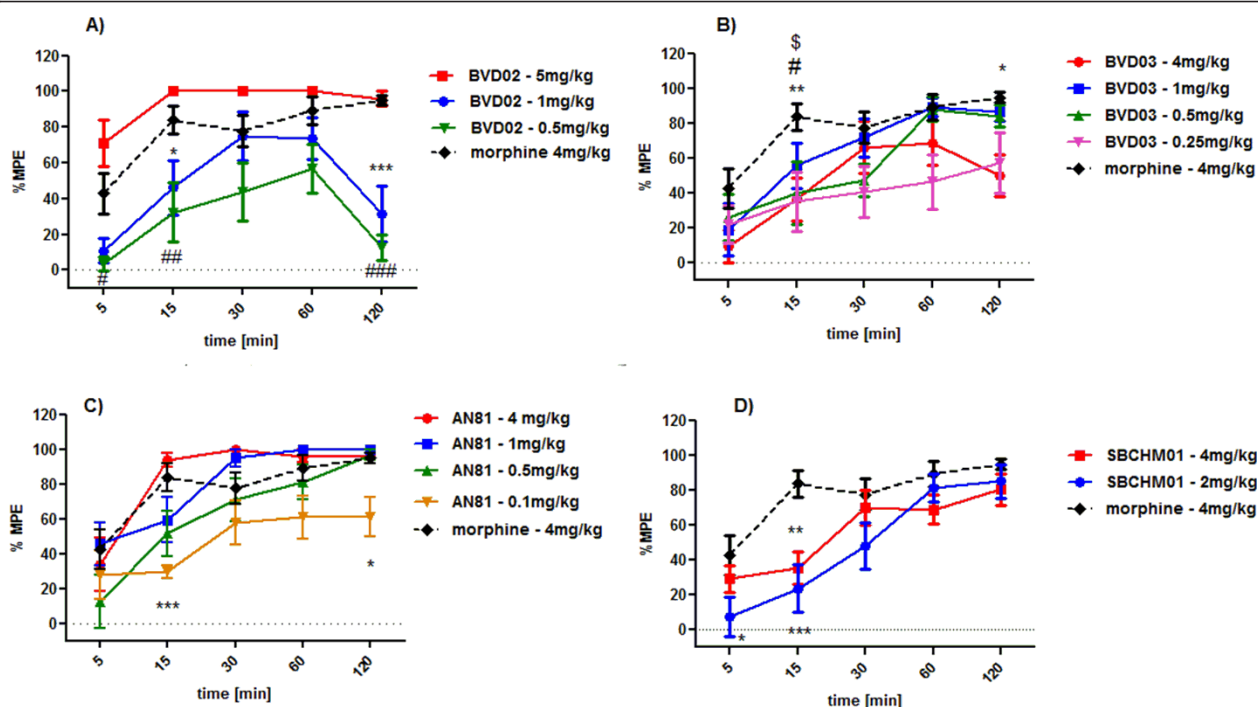 A)
120
100
80
60
40
20
0
% MPE
*
***
#
##
###
5
15
30
60
120
time [min]
BVD02 - 5mg/kg
BVD02 - 1mg/kg
BVD02 - 0.5mg/kg
morphine 4mg/kg
B)
120
100
80
60
40
20
0
% MPE
$
#
**
*
5
15
30
60
120
time [min]
BVD03 - 4mg/kg
BVD03 - 1mg/kg
BVD03 - 0.5mg/kg
BVD03 - 0.25mg/kg
morphine - 4mg/kg
C)
120
100
80
60
40
20
0
% MPE
***
*
5
15
30
60
120
time [min]
AN81 - 4 mg/kg
AN81 - 1mg/kg
AN81 - 0.5mg/kg
AN81 - 0.1mg/kg
morphine - 4mg/kg
D)
120
100
80
60
40
20
0
%MPE
**
*
***
5
15
30
60
120
time [min]
SBCHM01 - 4mg/kg
SBCHM01 - 2mg/kg
morphine - 4mg/kg